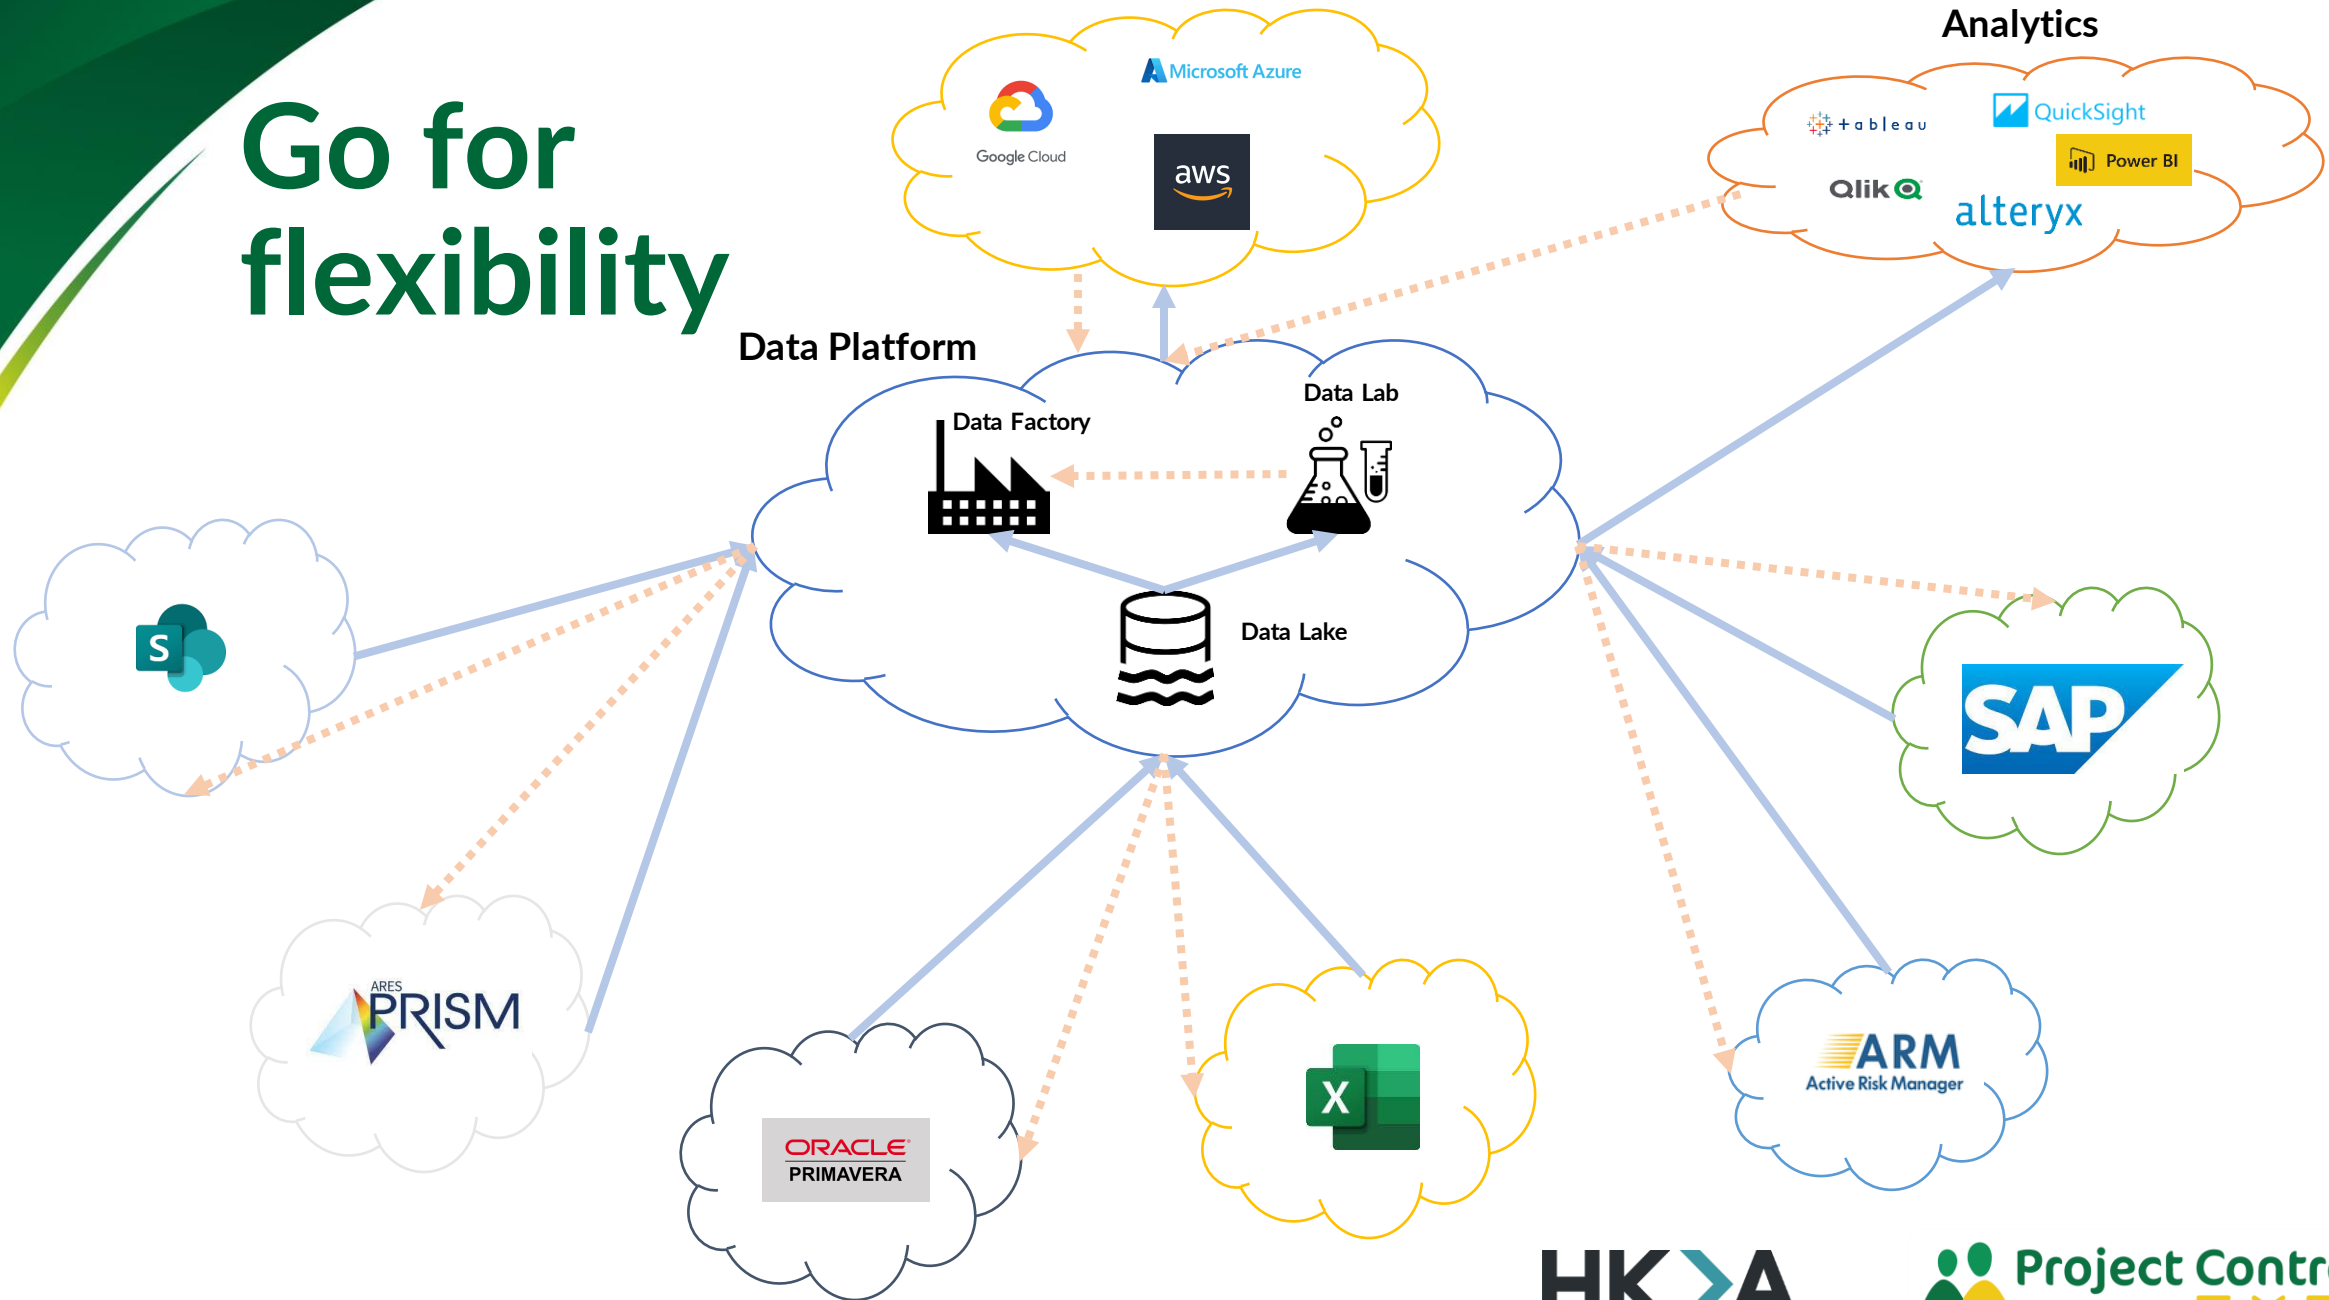 Go for
flexibility
Analytics
Microsoft Azure
Google Cloud
aws
+ableau
QuickSight
Power BI
Qlik
alteryx
Data Platform
Data Factory
Data Lab
Data Lake
S
SAP
ARES
PRISM
ORACLE
PRIMAVERA
X
ARM
Active Risk Manager
HKA
Project Contr